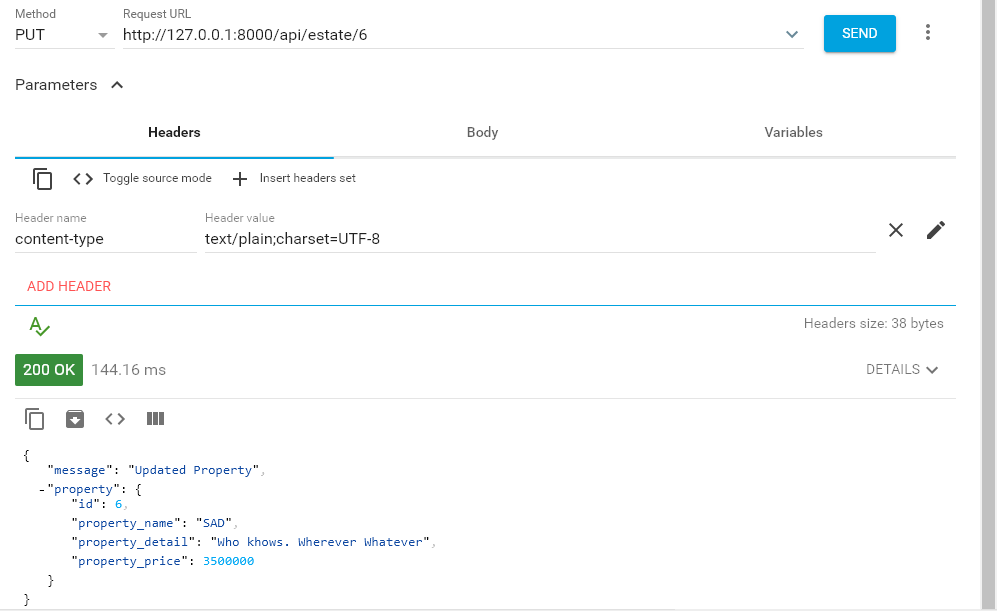 Method
Request URL
PUT
http://127.0.0.1:8000/api/estate/6
SEND
Parameters
Headers
Body
Variables
Toggle source mode
Insert headers set
Header name
Header value
content-type
text/plain;charset=UTF-8
ADD HEADER
Headers size: 38 bytes
200 OK
144.16 ms
DETAILS
{
"message": "Updated Property",
-"property": {
"id": 6,
"property_name": "SAD",
"property_detail": "Who khows. Wherever Whatever",
"property_price": 3500000
}
}